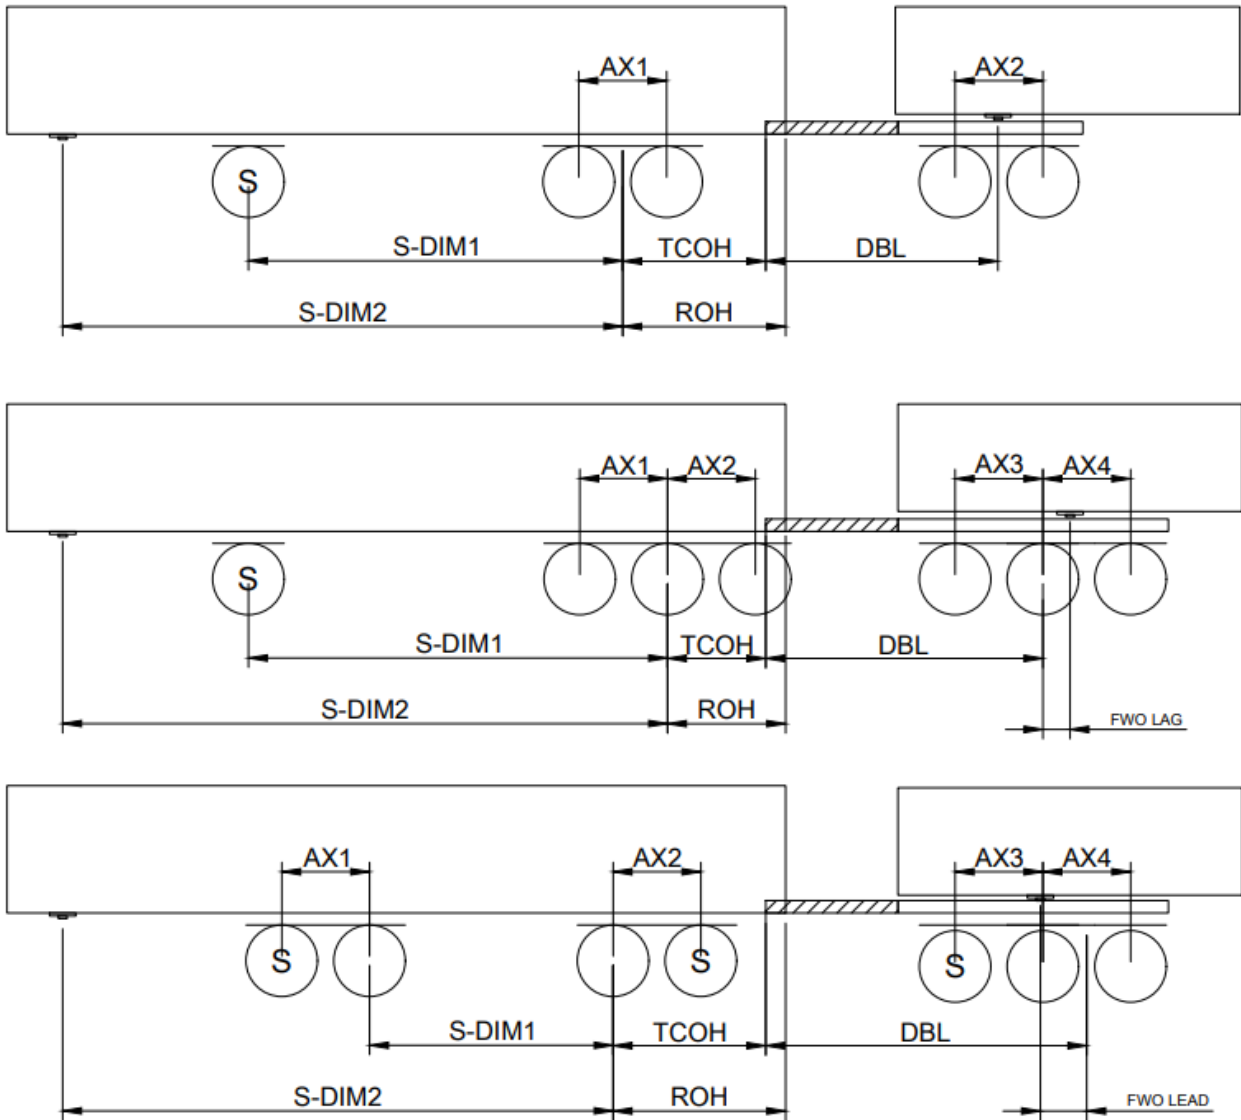 AX1 AX2
S
S-DIM1 TCOH DBL
S-DIM2 ROH
AX1 AX2 AX3 AX4
S
S-DIM1 TCOH DBL
S-DIM2 ROH FWO LAG
AX1 AX2 AX3 AX4
S S S
S-DIM1 TCOH DBL
S-DIM2 ROH FWO LEAD